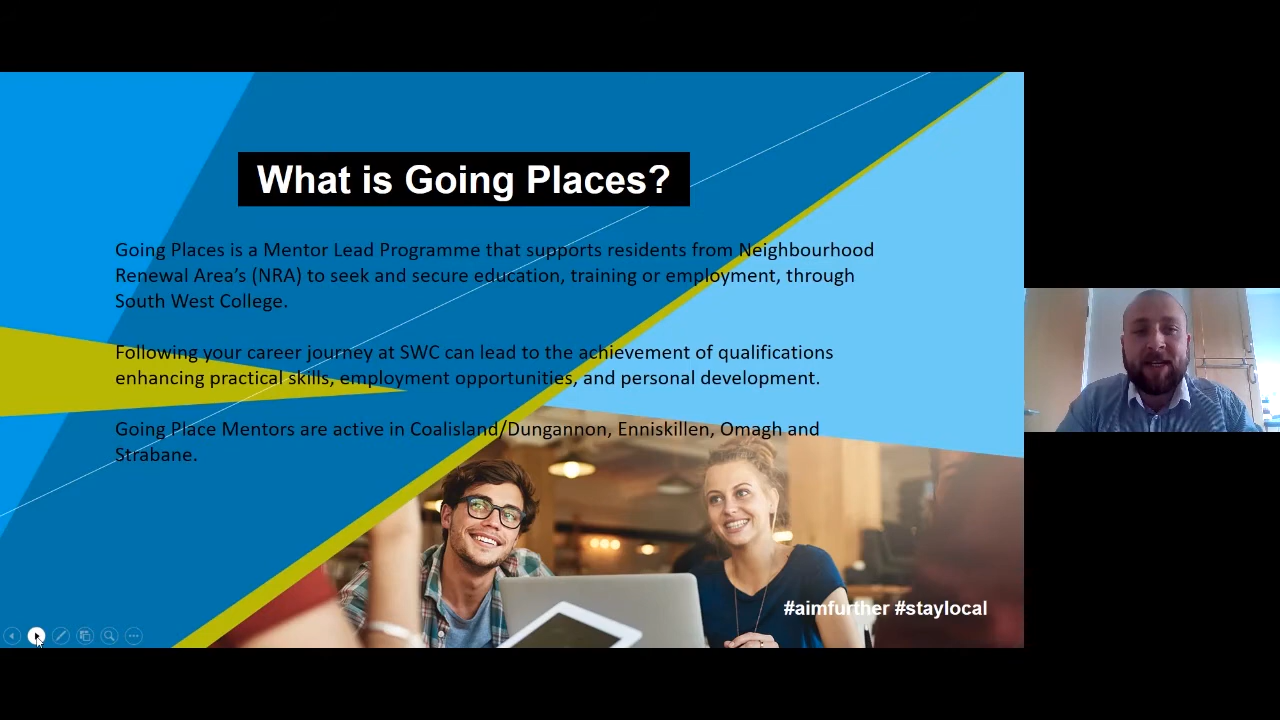 What is Going Places?
Going Places is a Mentor Lead Programme that supports residents from Neighbourhood
Renewal Area’s (NRA) to seek and secure education, training or employment, through
South West College.
Following your career journey at SWC can lead to the achievement of qualifications
enhancing practical skills, employment opportunities, and personal development.
Going Place Mentors are active in Coalisland/Dungannon, Enniskillen, Omagh and
Strabane.
#aimfurther #staylocal